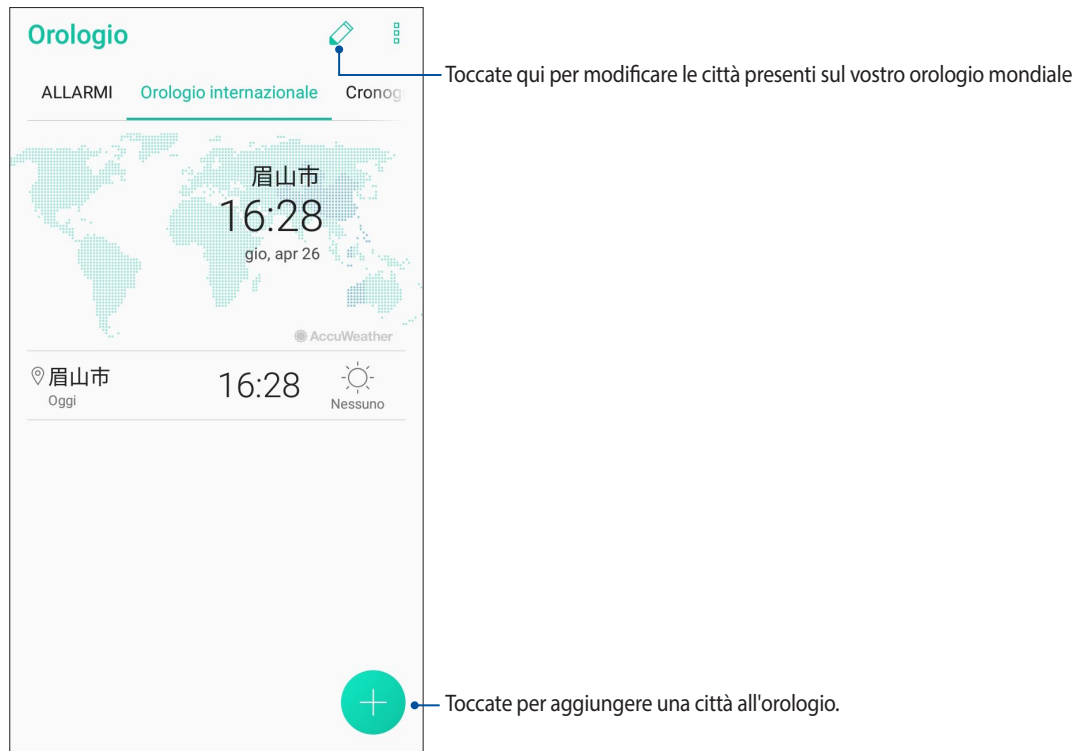 Orologio
Toccate qui per modificare le città presenti sul vostro orologio mondiale
ALLARMI Orologio internazionale Cronog
眉山市
16:28
gio, apr 26
AccuWeather
眉山市 16:28
Oggi Nessuno
Toccate per aggiungere una città all'orologio.